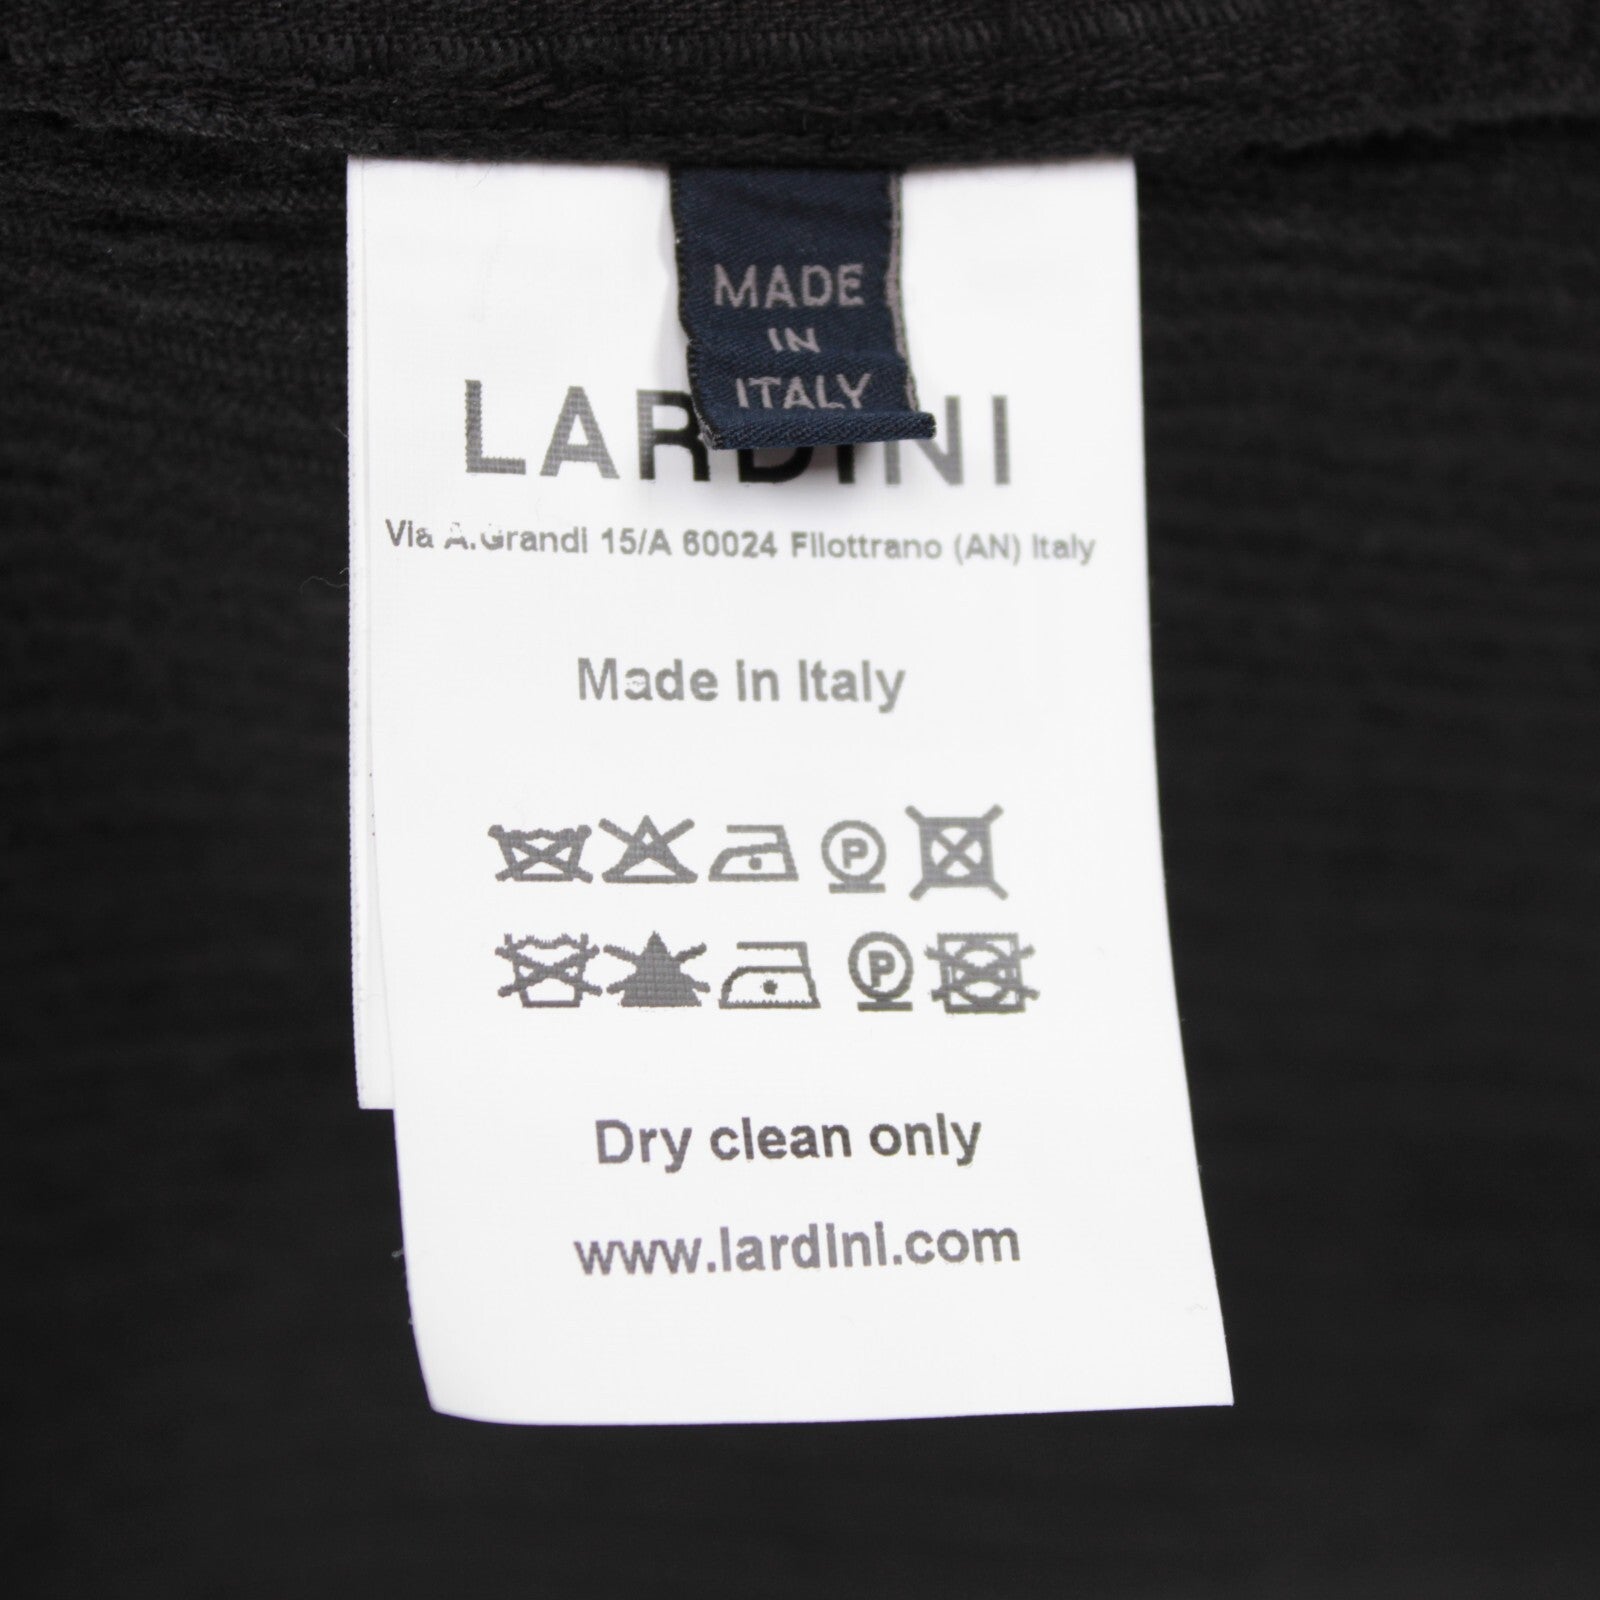 MADE
IN
ITALY
LARDINI
Via A.Grandi 15/A 60024 Filottrano (AN) Italy
Made in Italy
P
P
Dry clean only
www.lardini.com